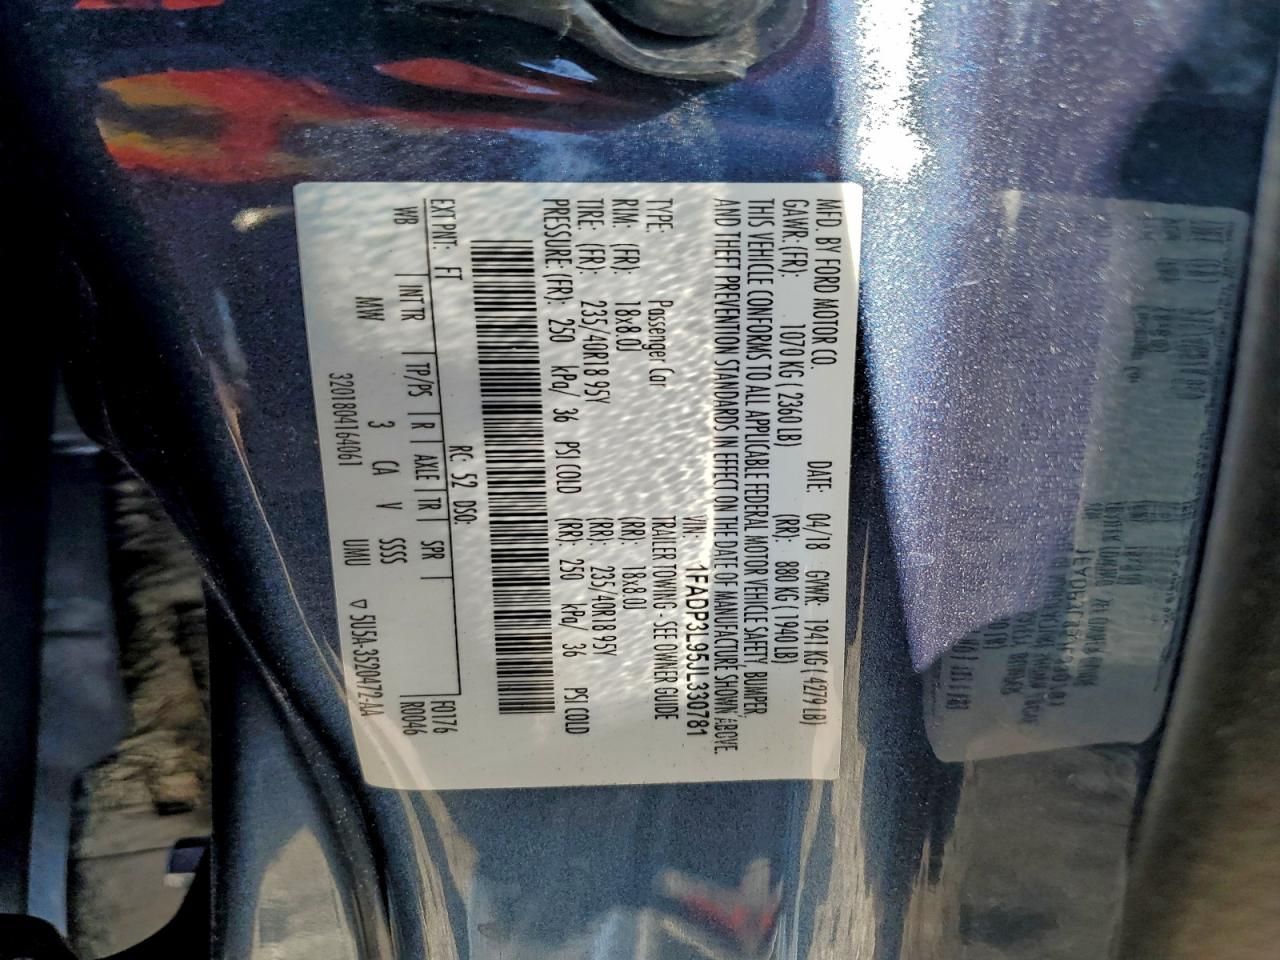 MFD. BY FORD MOTOR CO. DATE: 04/18 GVWR: 1941 KG ( 4279 LB)
GAWR: (FR): 1070 KG ( 2360 LB) (RR): 880 KG ( 1940 LB)
THIS VEHICLE CONFORMS TO ALL APPLICABLE FEDERAL MOTOR VEHICLE SAFETY, BUMPER,
AND THEFT PREVENTION STANDARDS IN EFFECT ON THE DATE OF MANUFACTURE SHOWN ABOVE.
VIN: 1FADP3L95JL330781
TYPE: Passenger Car TRAILER TOWING - SEE OWNER GUIDE
RIM: (FR): 18x8.0J (RR): 18x8.0J
TIRE: (FR): 235/40R18 95Y (RR): 235/40R18 95Y
PRESSURE: (FR): 250 kPa/ 36 PSI COLD (RR): 250 kPa/ 36 PSI COLD
RC: 52 DSO:
EXT PNT: FT F0176
WB INT TR TP/PS R AXLE TR SPR R0046
MW 3 CA V SSSS
UMU ▽ 5U5A-3520472-AA
3201804164061